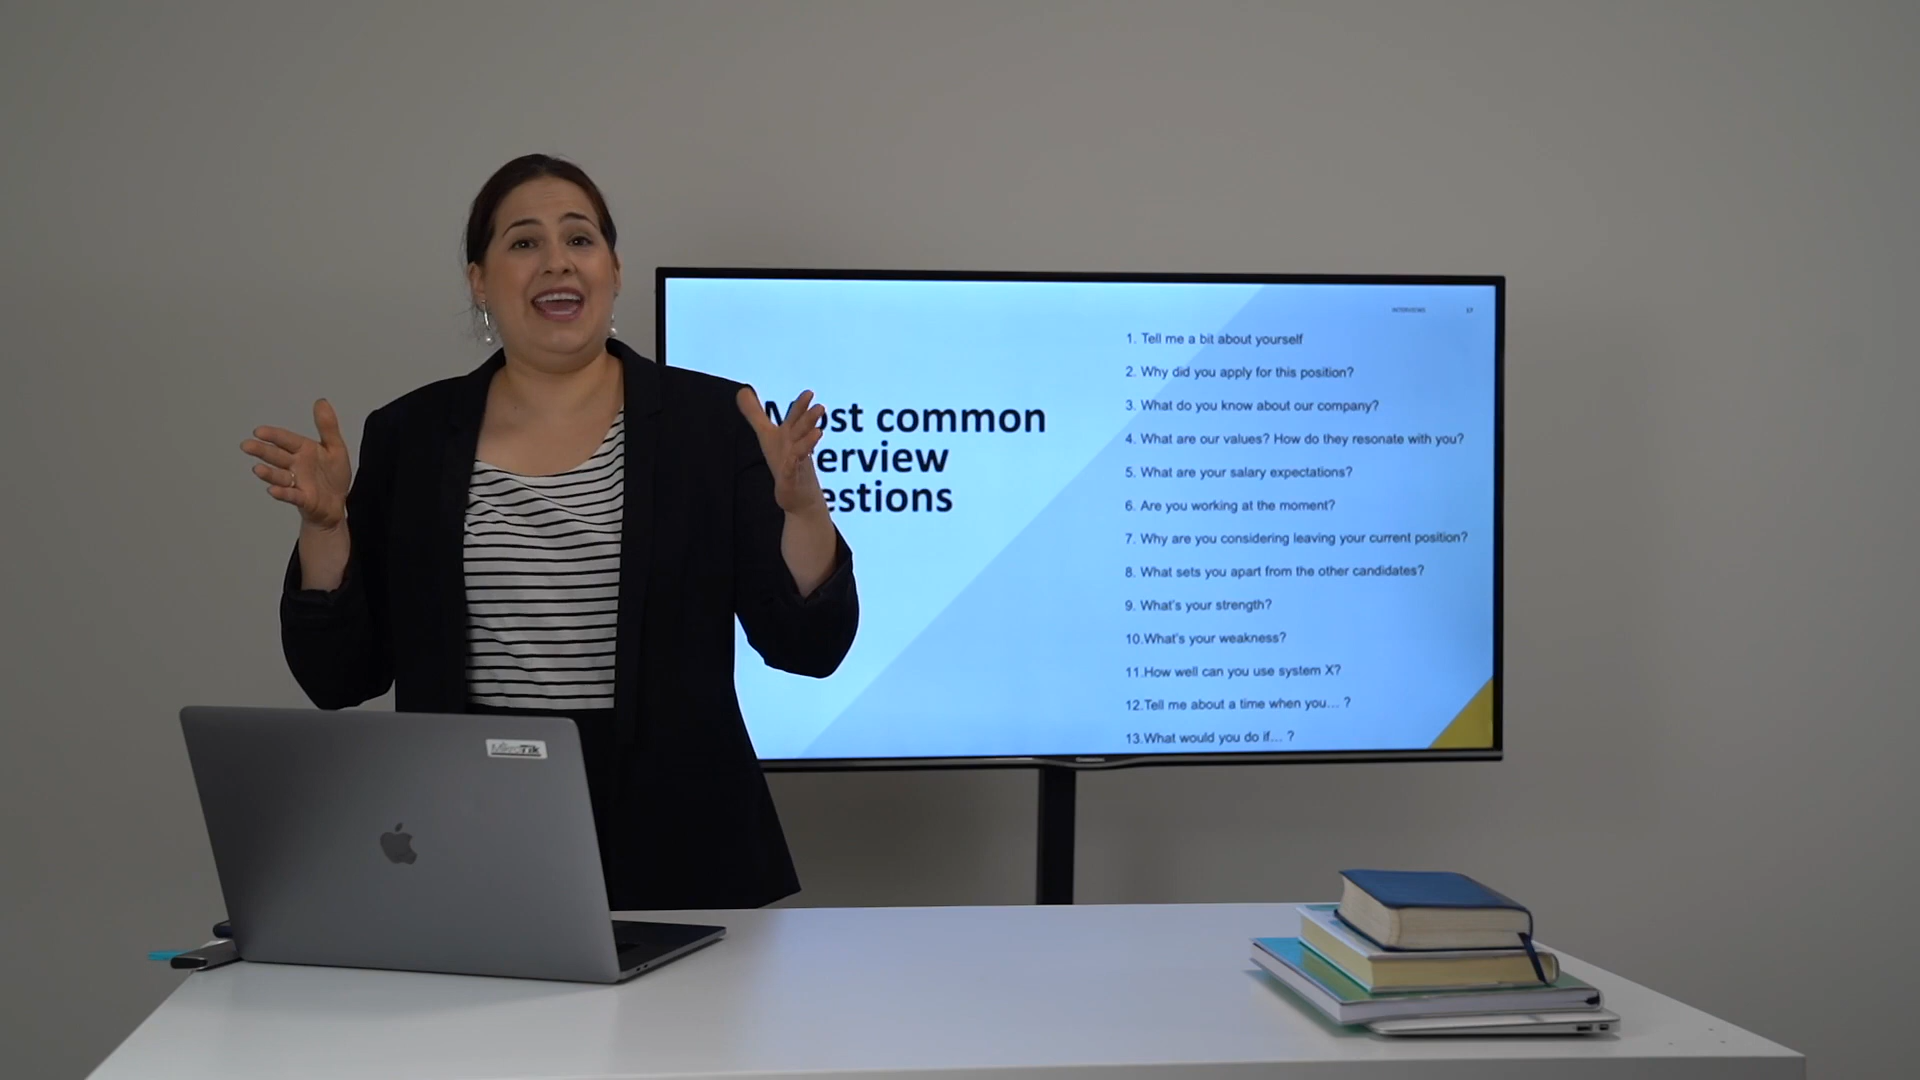 INTERVIEWS 17
Most common
erview
estions
1. Tell me a bit about yourself
2. Why did you apply for this position?
3. What do you know about our company?
4. What are our values? How do they resonate with you?
5. What are your salary expectations?
6. Are you working at the moment?
7. Why are you considering leaving your current position?
8. What sets you apart from the other candidates?
9. What's your strength?
10.What's your weakness?
11.How well can you use system X?
12.Tell me about a time when you... ?
13.What would you do if... ?
MikroTik